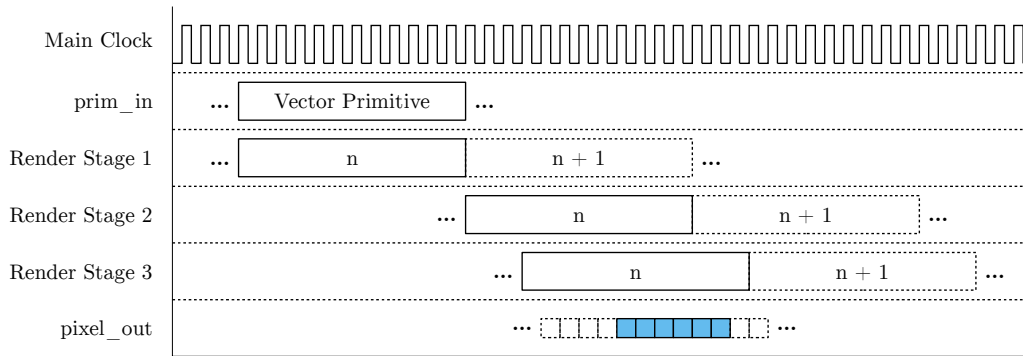 Main Clock
prim_in
... Vector Primitive ...
Render Stage 1
... n n + 1 ...
Render Stage 2
... n n + 1 ...
Render Stage 3
... n n + 1 ...
pixel_out
... ...